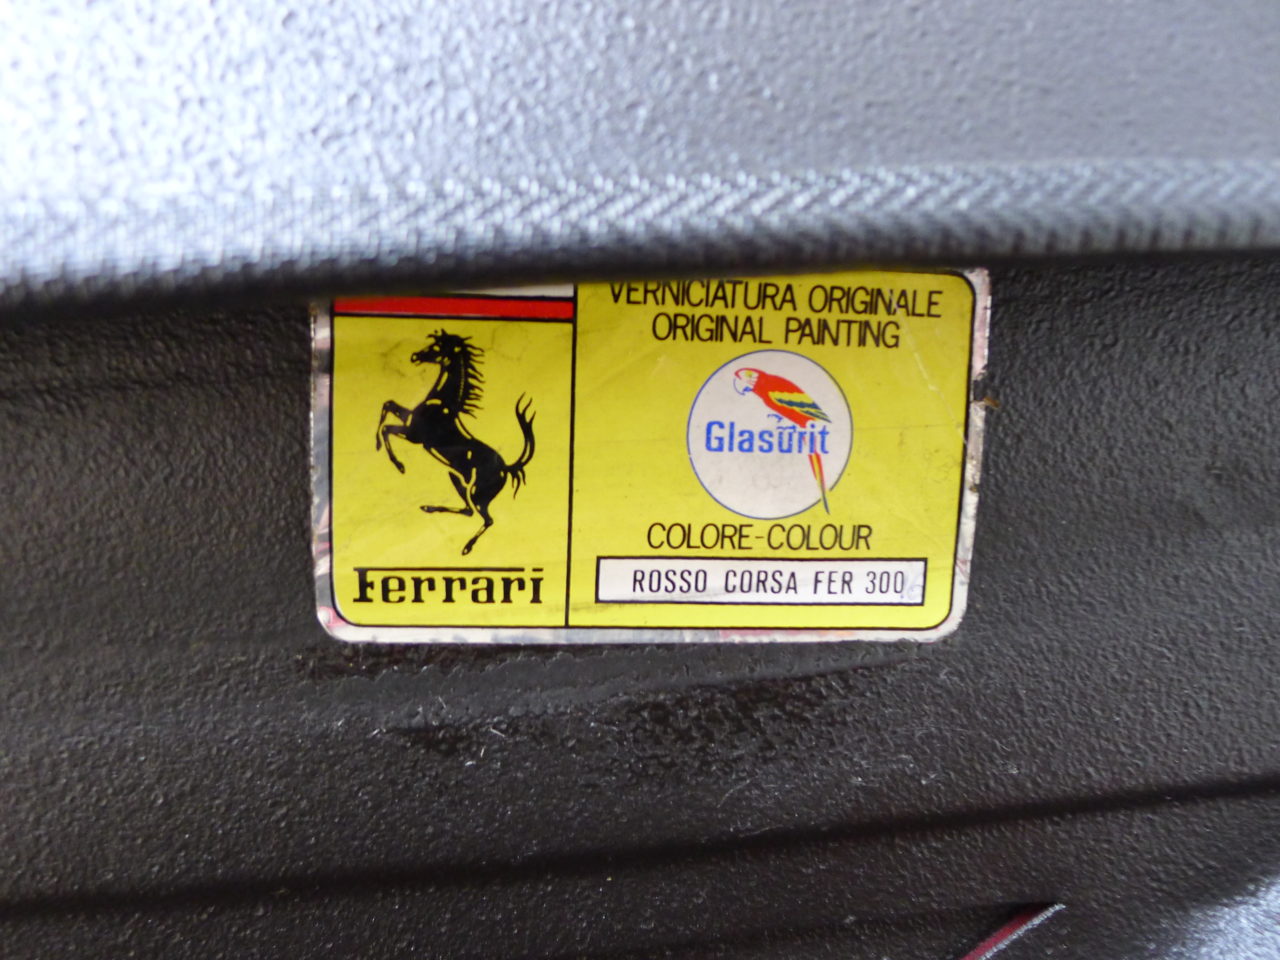 VERNICIATURA ORIGINALE
ORIGINAL PAINTING
Glasurit
COLORE-COLOUR
ROSSO CORSA FER 300
Ferrari